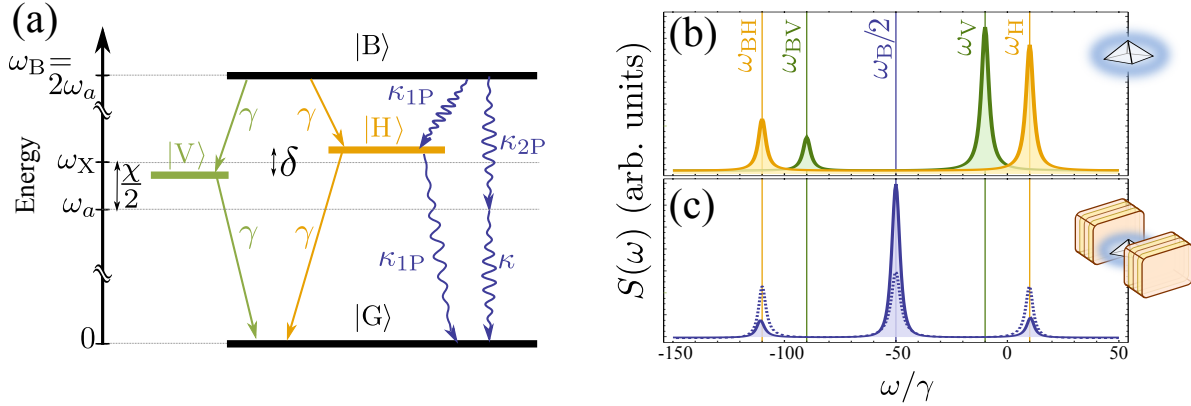 (a)
ω_B=
2ω_a
|B⟩
γ
γ
κ_1P
|H⟩
|V⟩
δ
κ_2P
ω_X
χ/2
ω_a
Energy
γ
γ
κ_1P
κ
|G⟩
0
(b)
ω_BH
ω_BV
ω_B/2
ω_V
ω_H
(c)
S(ω) (arb. units)
-150
-100
-50
0
50
ω/γ